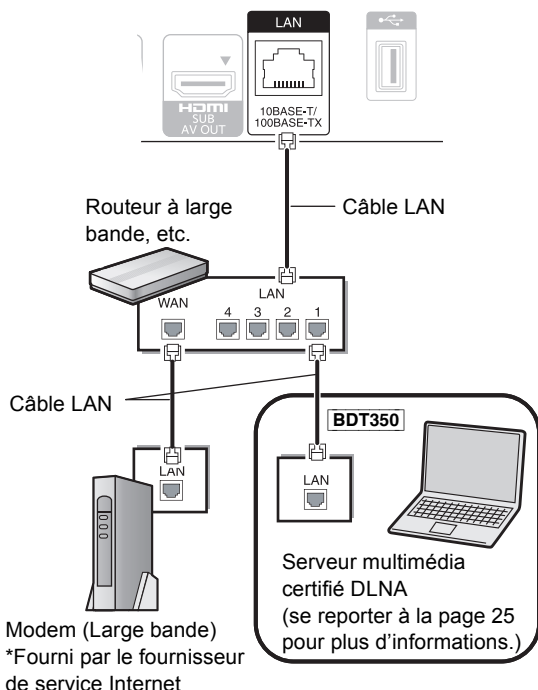 LAN
HDMI
SUB
AV OUT
10BASE-T/
100BASE-TX
Routeur à large
bande, etc.
Câble LAN
WAN
LAN
4 3 2 1
Câble LAN
BDT350
LAN
LAN
Serveur multimédia
certifié DLNA
(se reporter à la page 25
pour plus d'informations.)
Modem (Large bande)
*Fourni par le fournisseur
de service Internet